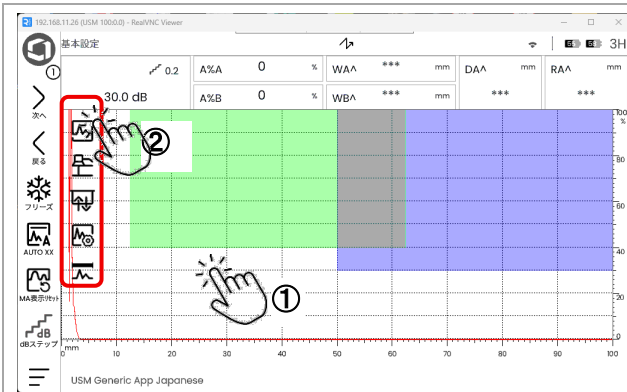 192.168.11.26 (USM 100:0.0) - RealVNC Viewer
基本設定
3H
①
0.2
A%A 0 %
WA^ *** mm
DA^ mm
RA^ mm
30.0 dB
A%B 0 %
WB^ *** mm
***
***
次へ
戻る
フリーズ
AUTO XX
MA表示リセット
dB
dBステップ
②
①
100
%
80
60
40
20
0
0 mm 10 20 30 40 50 60 70 80 90 100
USM Generic App Japanese